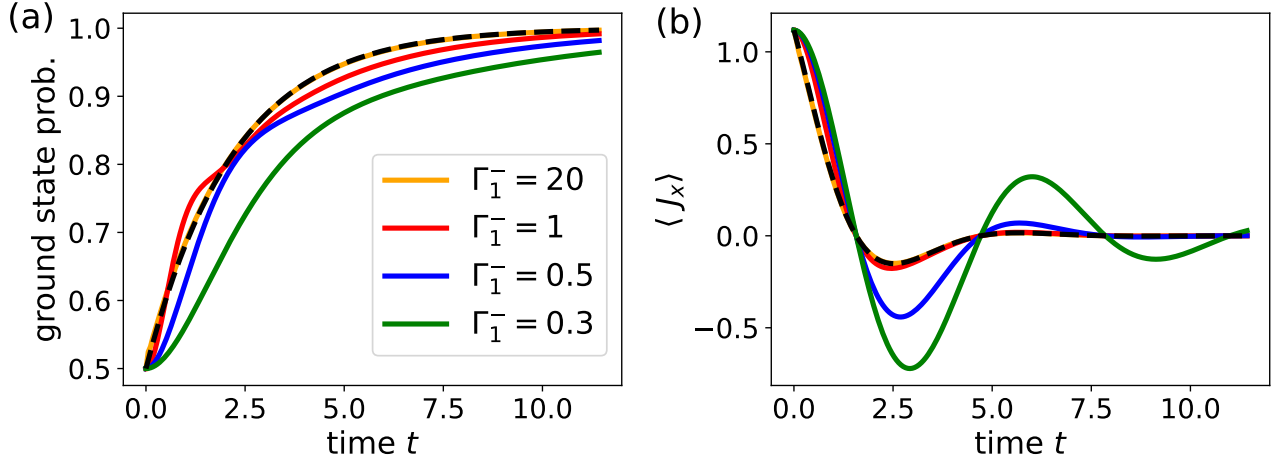 (a)
ground state prob.
1.0
0.9
0.8
0.7
0.6
0.5
Γ₁⁻ = 20
Γ₁⁻ = 1
Γ₁⁻ = 0.5
Γ₁⁻ = 0.3
0.0 2.5 5.0 7.5 10.0
time t
(b)
⟨ Jₓ⟩
1.0
0.5
0.0
−0.5
0.0 2.5 5.0 7.5 10.0
time t